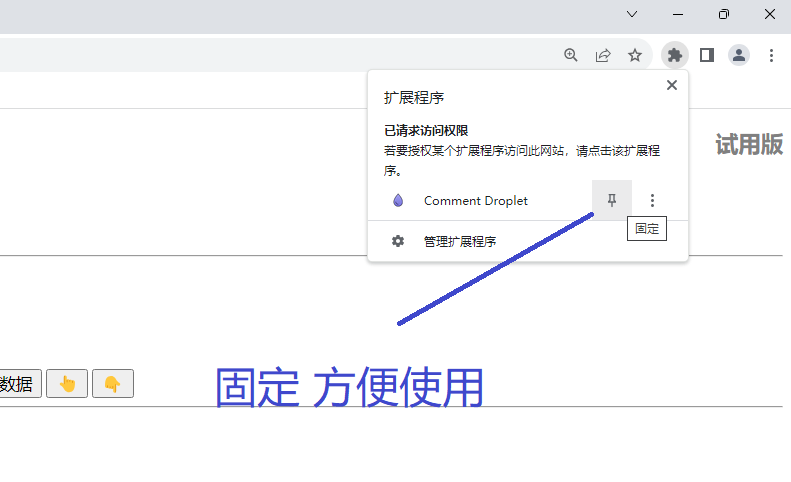 扩展程序
已请求访问权限
试用版
若要授权某个扩展程序访问此网站，请点击该扩展程
序。
Comment Droplet
固定
管理扩展程序
数据
固定 方便使用